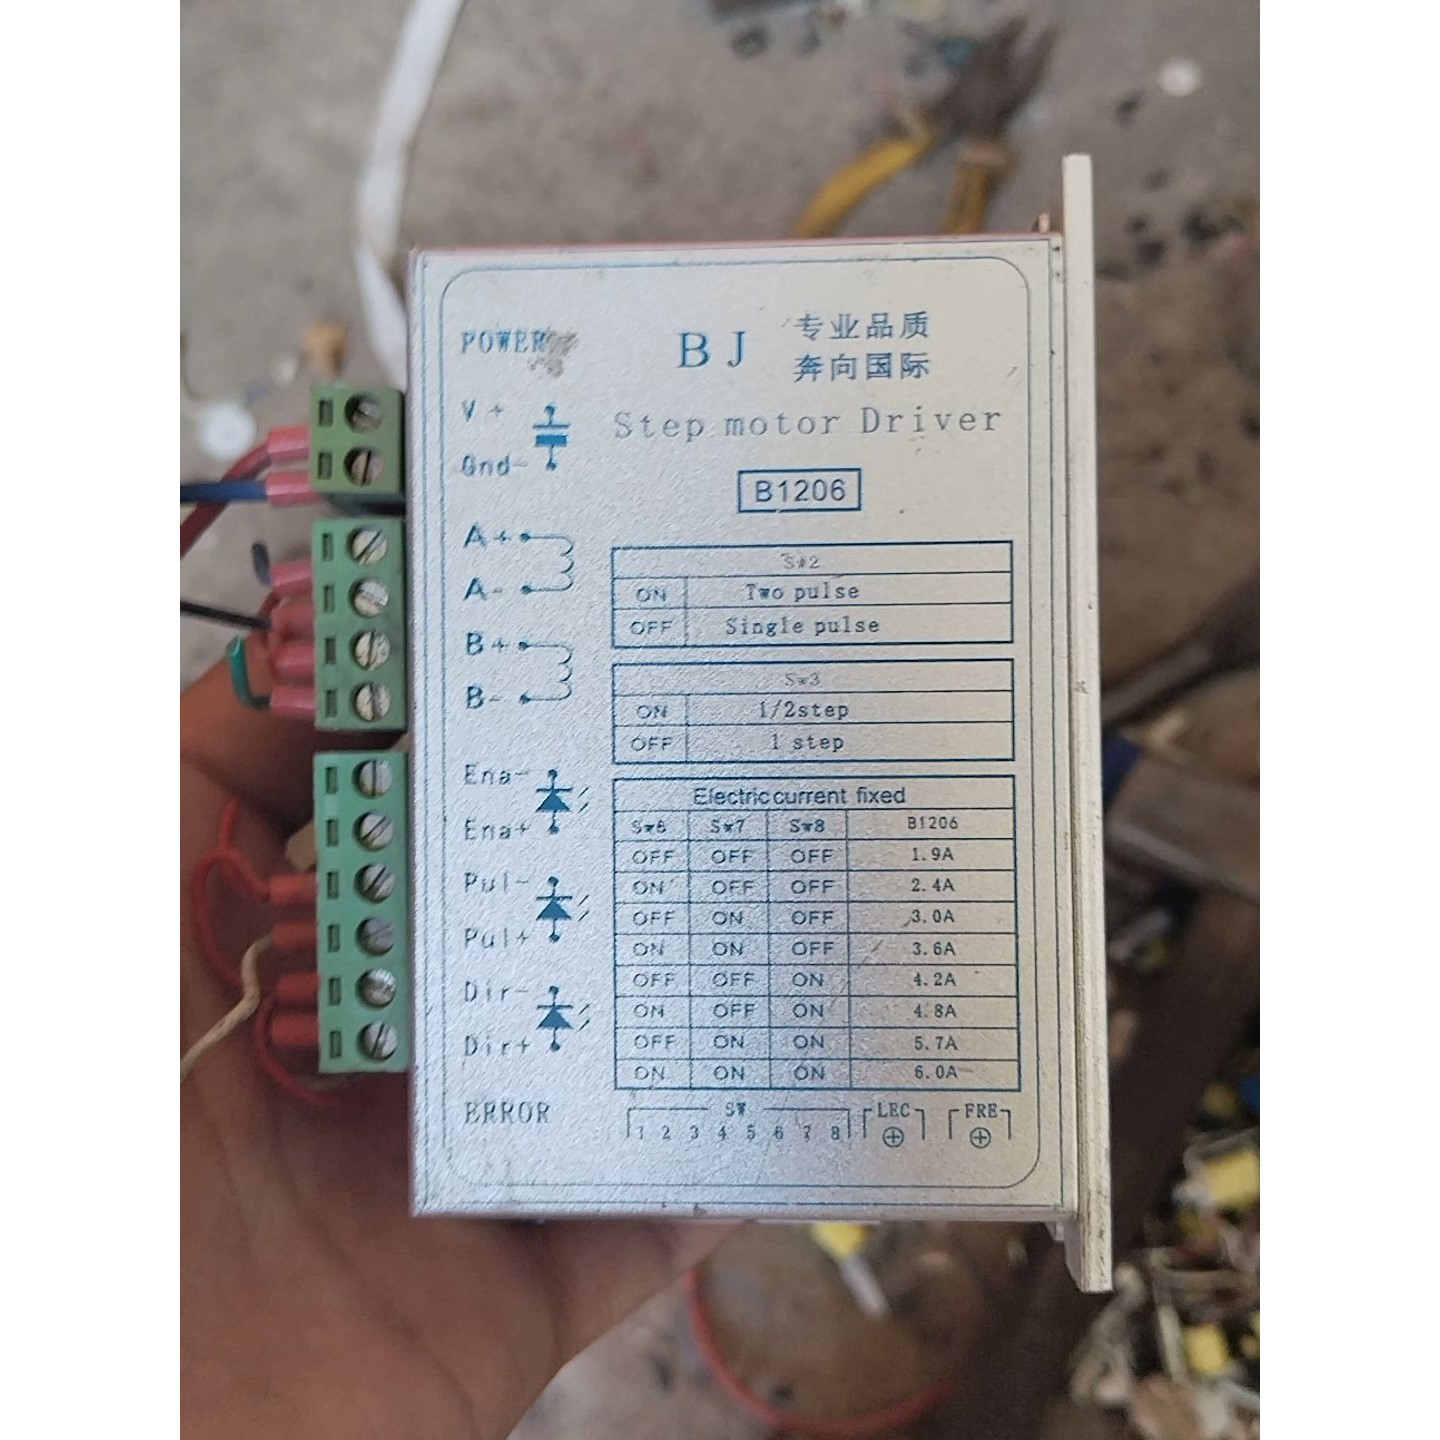 POWER
BJ 专业品质
奔向国际
Step motor Driver
B1206
V+
Gnd-
A+
A-
B+
B-
Ena-
Ena+
Pul-
Pul+
Dir-
Dir+
ERROR
Sw2
ON Two pulse
OFF Single pulse
Sw3
ON 1/2step
OFF 1 step
Electric current fixed
Sw6 Sw7 Sw8 B1206
OFF OFF OFF 1.9A
ON OFF OFF 2.4A
OFF ON OFF 3.0A
ON ON OFF 3.6A
OFF OFF ON 4.2A
ON OFF ON 4.8A
OFF ON ON 5.7A
ON ON ON 6.0A
SW LEC FRE
1 2 3 4 5 6 7 8